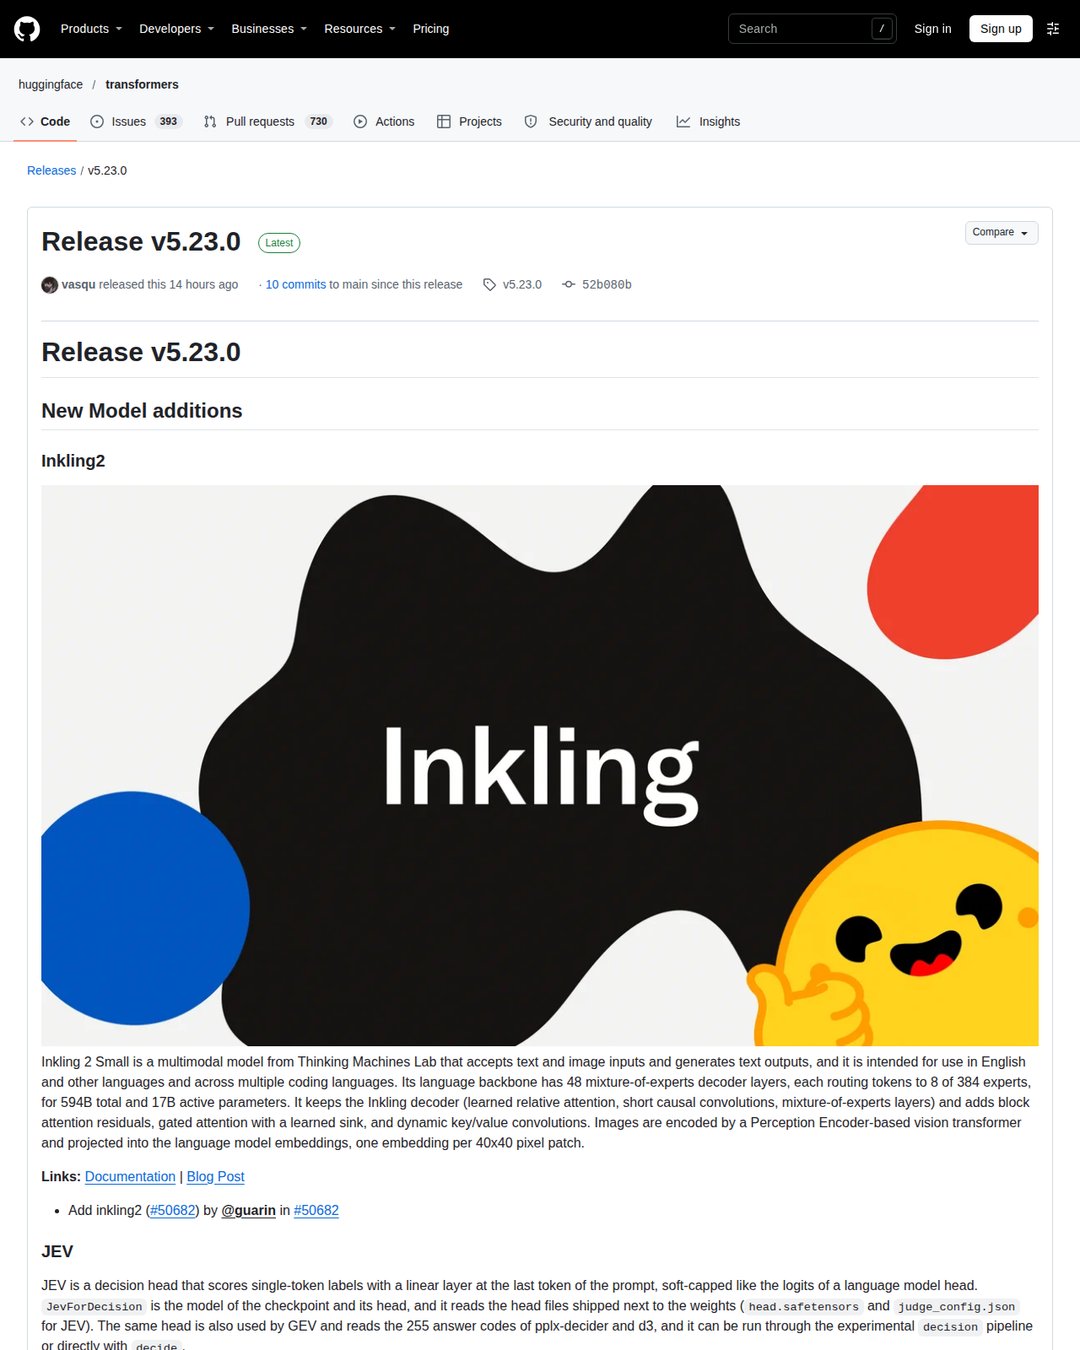 Products
Developers
Businesses
Resources
Pricing
Search
/
Sign in
Sign up
huggingface / transformers
Code
Issues 393
Pull requests 730
Actions
Projects
Security and quality
Insights
Releases / v5.23.0
Release v5.23.0 Latest
Compare
vasqu released this 14 hours ago · 10 commits to main since this release v5.23.0 52b080b
Release v5.23.0
New Model additions
Inkling2
Inkling
Inkling 2 Small is a multimodal model from Thinking Machines Lab that accepts text and image inputs and generates text outputs, and it is intended for use in English
and other languages and across multiple coding languages. Its language backbone has 48 mixture-of-experts decoder layers, each routing tokens to 8 of 384 experts,
for 594B total and 17B active parameters. It keeps the Inkling decoder (learned relative attention, short causal convolutions, mixture-of-experts layers) and adds block
attention residuals, gated attention with a learned sink, and dynamic key/value convolutions. Images are encoded by a Perception Encoder-based vision transformer
and projected into the language model embeddings, one embedding per 40x40 pixel patch.
Links: Documentation | Blog Post
• Add inkling2 (#50682) by @guarin in #50682
JEV
JEV is a decision head that scores single-token labels with a linear layer at the last token of the prompt, soft-capped like the logits of a language model head.
JevForDecision is the model of the checkpoint and its head, and it reads the head files shipped next to the weights ( head.safetensors and judge_config.json
for JEV). The same head is also used by GEV and reads the 255 answer codes of pplx-decider and d3, and it can be run through the experimental decision pipeline
or directly with decide .